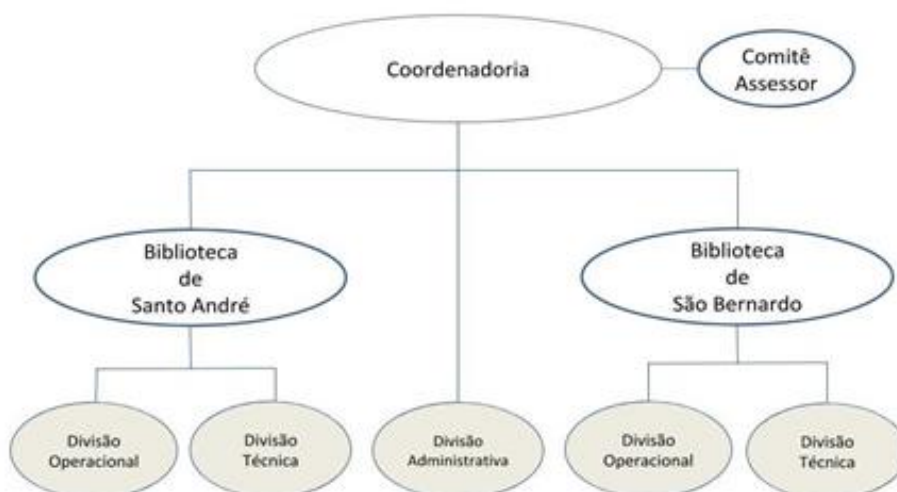 Coordenadoria
Comitê
Assessor
Biblioteca
de
Santo André
Biblioteca
de
São Bernardo
Divisão
Operacional
Divisão
Técnica
Divisão
Administrativa
Divisão
Operacional
Divisão
Técnica